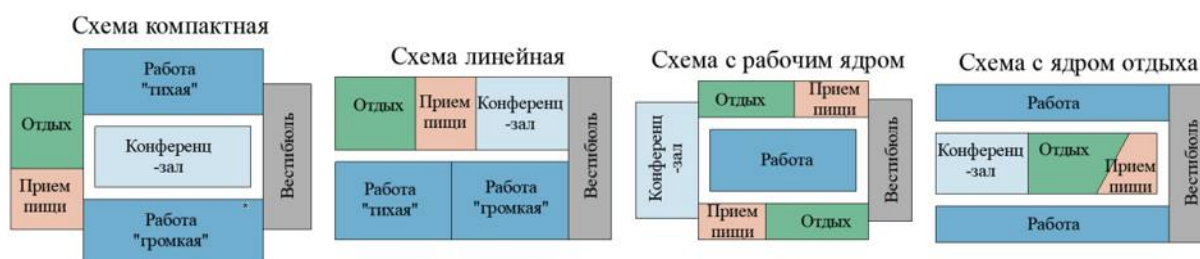 Схема компактная
Работа
"тихая"
Отдых
Конференц
-зал
Прием
пищи
Работа
"громкая"
Вестибюль
Схема линейная
Отдых
Прием
пищи
Конференц
-зал
Работа
"тихая"
Работа
"громкая"
Вестибюль
Схема с рабочим ядром
Отдых
Прием
пищи
Конференц
-зал
Работа
Прием
пищи
Отдых
Вестибюль
Схема с ядром отдыха
Работа
Конференц
-зал
Отдых
Прием
пищи
Работа
Вестибюль